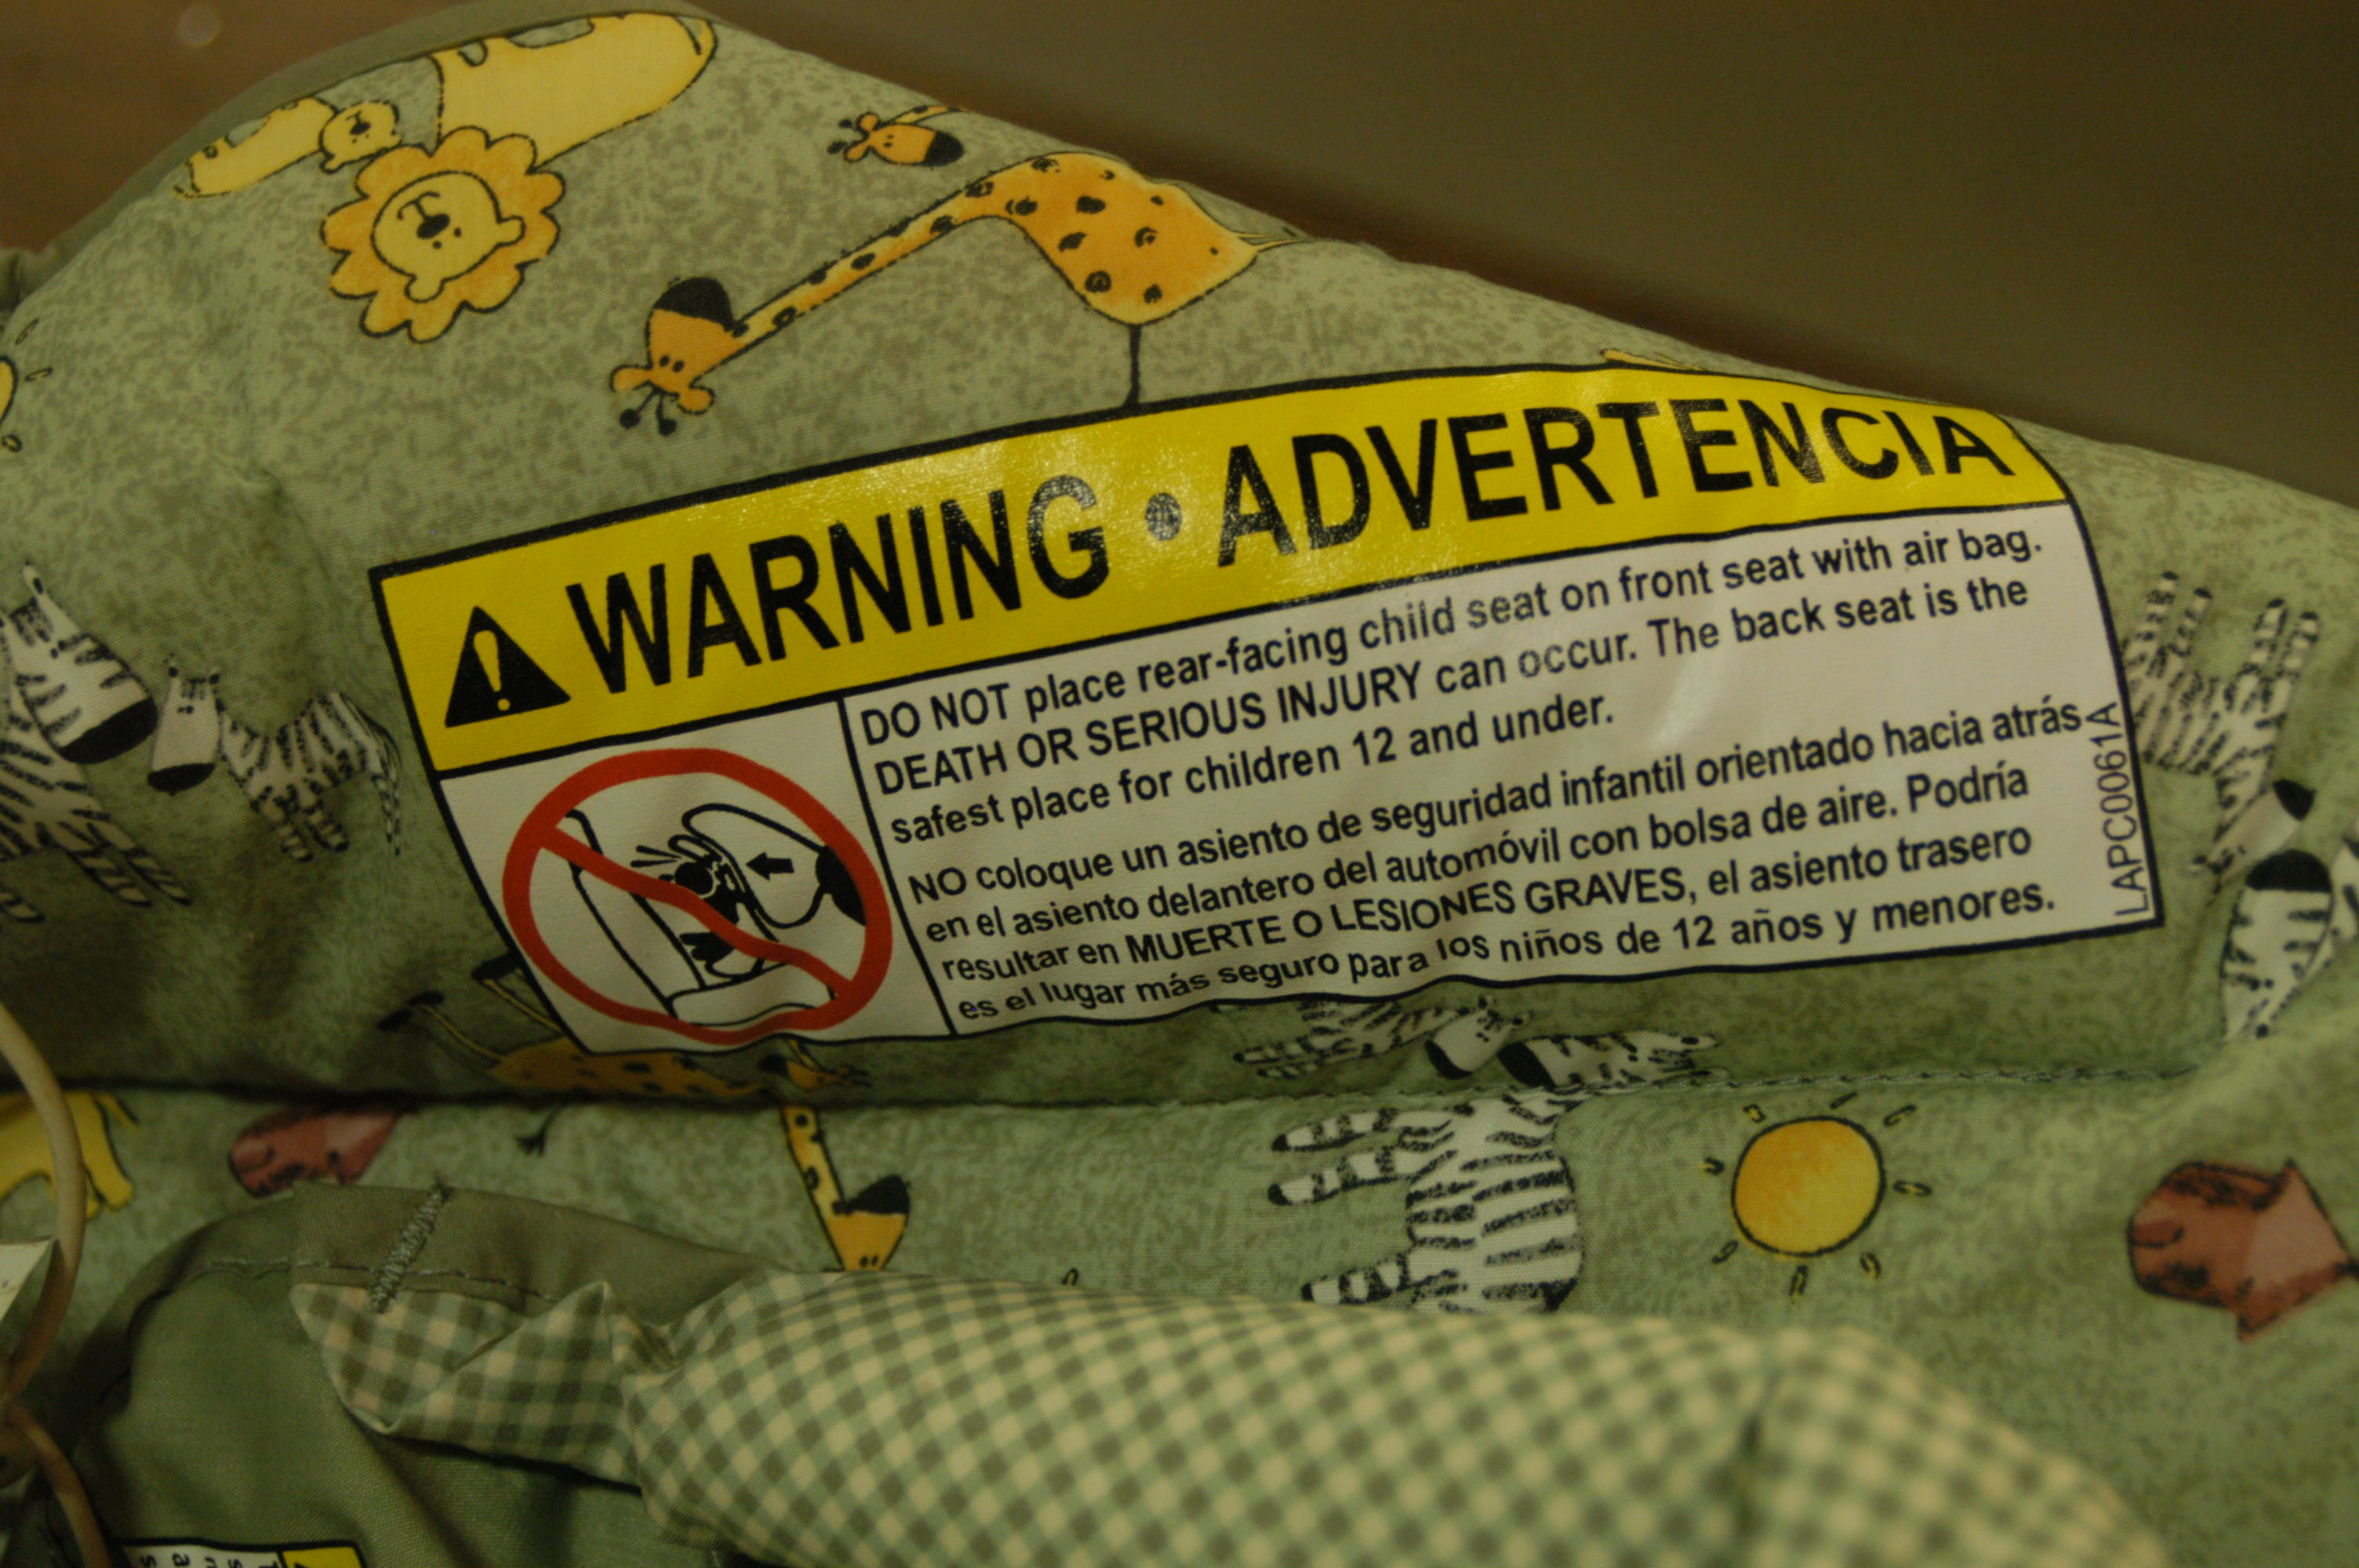 WARNING • ADVERTENCIA
DO NOT place rear-facing child seat on front seat with air bag.
DEATH OR SERIOUS INJURY can occur. The back seat is the
safest place for children 12 and under.
NO coloque un asiento de seguridad infantil orientado hacia atrás
en el asiento delantero del automóvil con bolsa de aire. Podría
resultar en MUERTE O LESIONES GRAVES, el asiento trasero
es el lugar más seguro para los niños de 12 años y menores.
LAPC0061A